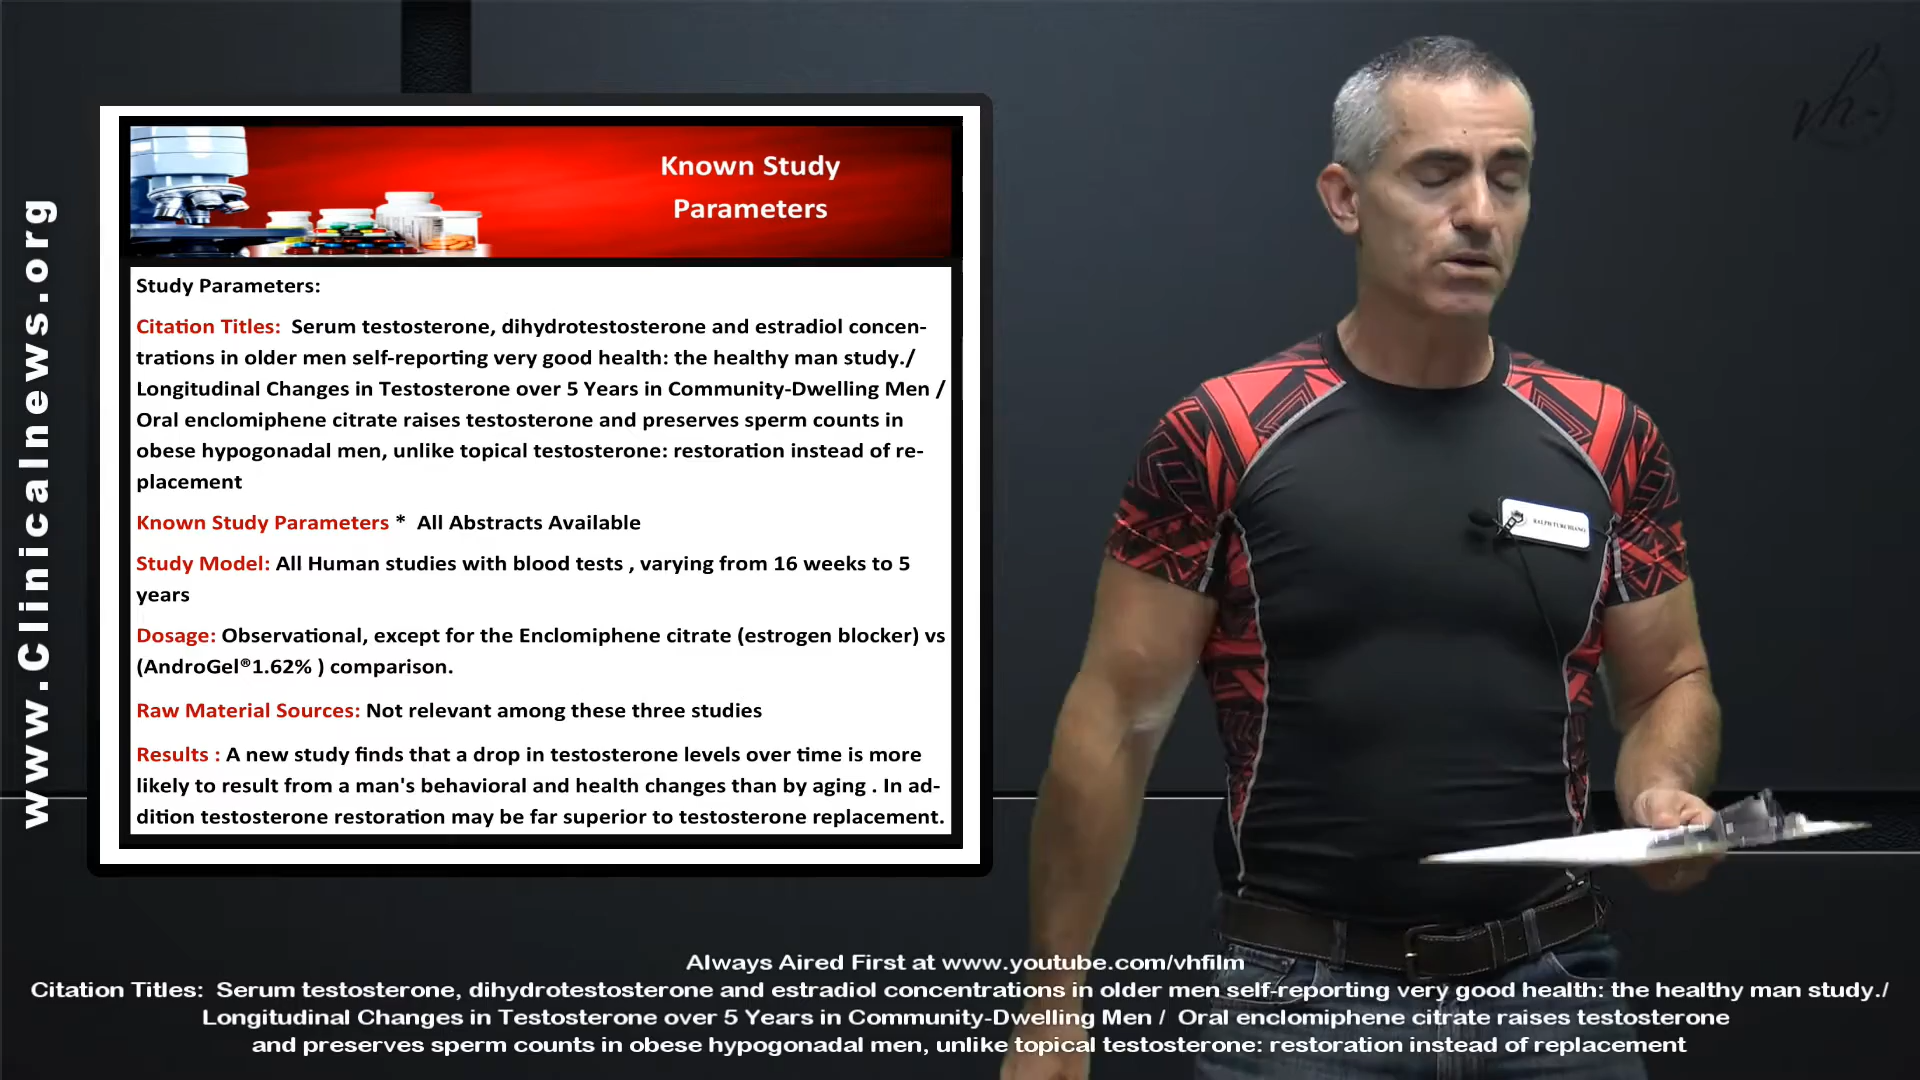 www.Clinicalnews.org
Known Study
Parameters
Study Parameters:
Citation Titles:  Serum testosterone, dihydrotestosterone and estradiol concen-
trations in older men self-reporting very good health: the healthy man study./
Longitudinal Changes in Testosterone over 5 Years in Community-Dwelling Men /
Oral enclomiphene citrate raises testosterone and preserves sperm counts in
obese hypogonadal men, unlike topical testosterone: restoration instead of re-
placement
Known Study Parameters *  All Abstracts Available
Study Model: All Human studies with blood tests , varying from 16 weeks to 5
years
Dosage: Observational, except for the Enclomiphene citrate (estrogen blocker) vs
(AndroGel®1.62% ) comparison.
Raw Material Sources: Not relevant among these three studies
Results : A new study finds that a drop in testosterone levels over time is more
likely to result from a man's behavioral and health changes than by aging . In ad-
dition testosterone restoration may be far superior to testosterone replacement.
vh
RALPH TURCHIANO
Always Aired First at www.youtube.com/vhfilm
Citation Titles:  Serum testosterone, dihydrotestosterone and estradiol concentrations in older men self-reporting very good health: the healthy man study./
Longitudinal Changes in Testosterone over 5 Years in Community-Dwelling Men /  Oral enclomiphene citrate raises testosterone
and preserves sperm counts in obese hypogonadal men, unlike topical testosterone: restoration instead of replacement